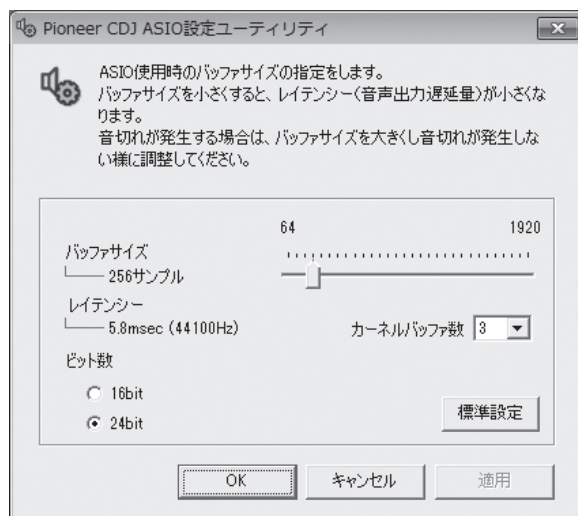 Pioneer CDJ ASIO設定ユーティリティ
ASIO使用時のバッファサイズの指定をします。
バッファサイズを小さくすると、レイテンシー(音声出力遅延量)が小さくな
ります。
音切れが発生する場合は、バッファサイズを大きくし音切れが発生しな
い様に調整してください。
64 1920
バッファサイズ
256サンプル
レイテンシー
5.8msec (44100Hz)
カーネルバッファ数 3
ビット数
16bit
24bit
標準設定
OK キャンセル 適用